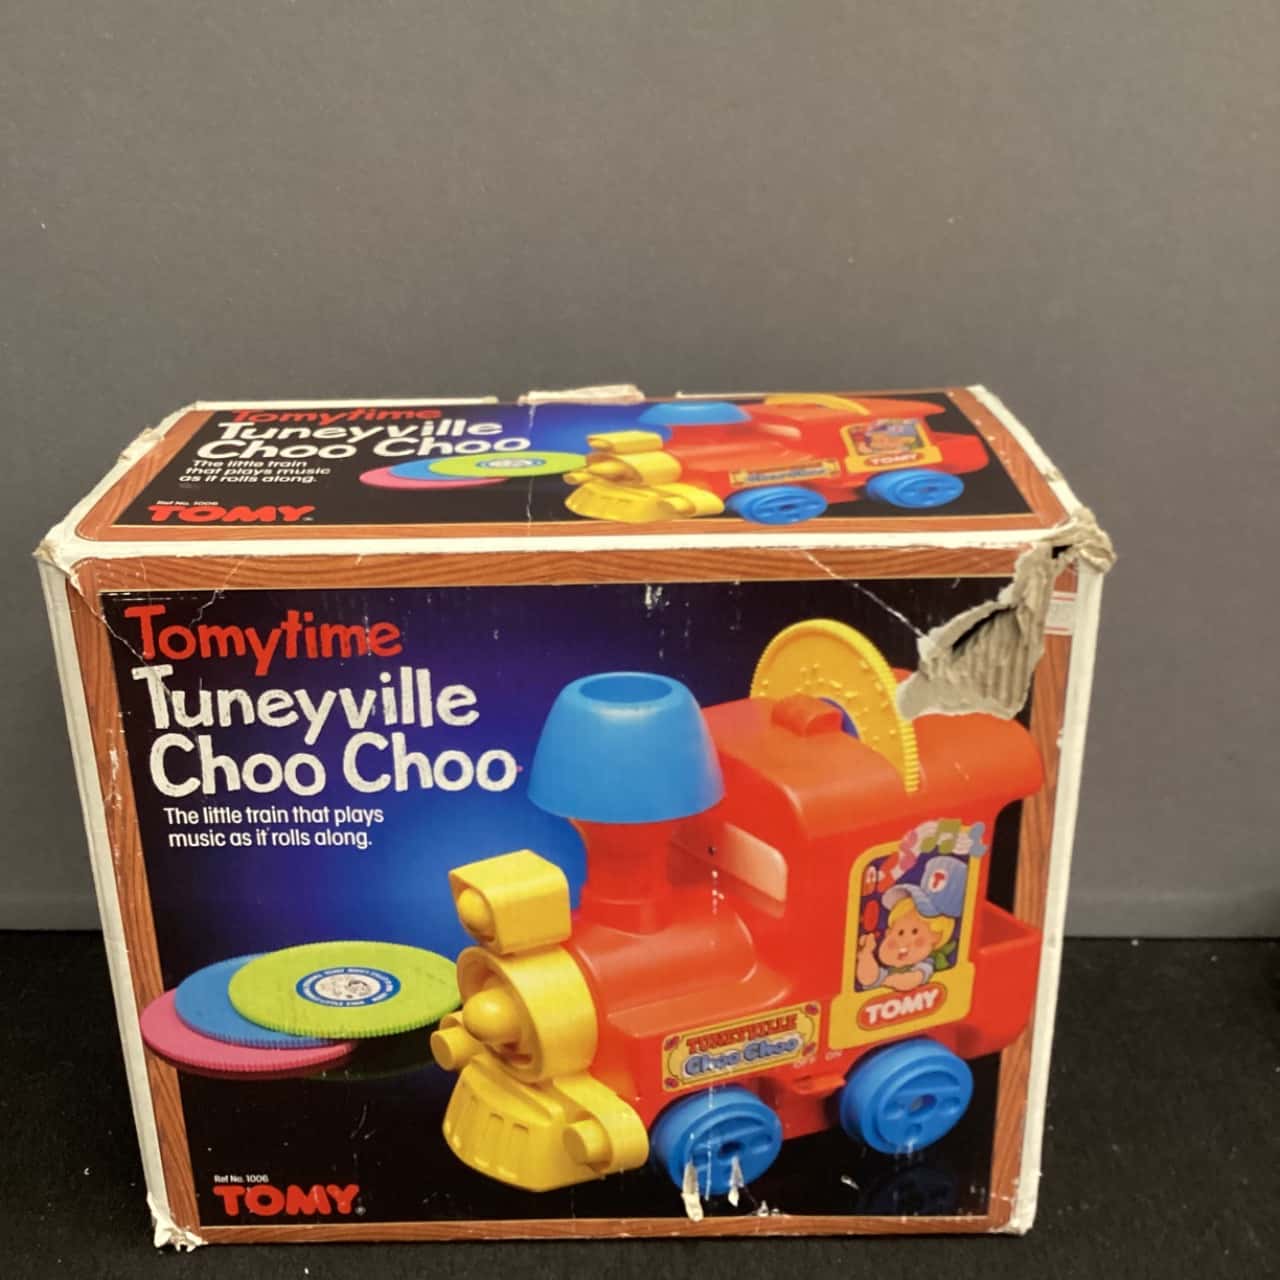 Tomytime
Tuneyville
Choo Choo
The little train
that plays music
as it rolls along.
Ref No. 1006
TOMY
TOMY
Tomytime
Tuneyville
Choo Choo
The little train that plays
music as it rolls along.
T
TOMY
TUNEYVILLE
Choo Choo
OFF ON
Ref No. 1006
TOMY